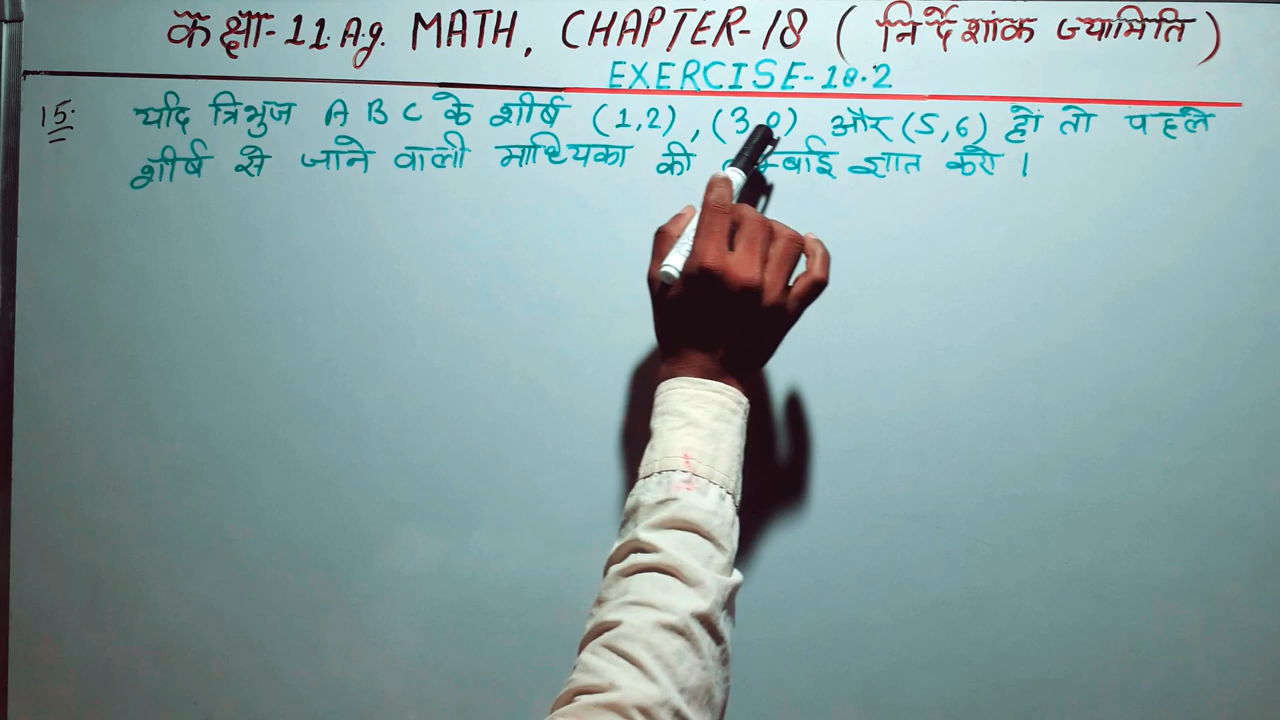 कक्षा-11.Ag. MATH, CHAPTER-18 ( निर्देशांक ज्यामिति )
EXERCISE-18.2
15. यदि त्रिभुज A B C के शीर्ष (1,2) , (3,0) और (5,6) हों तो पहले
शीर्ष से जाने वाली माध्यिका की ज्ञात करो ।